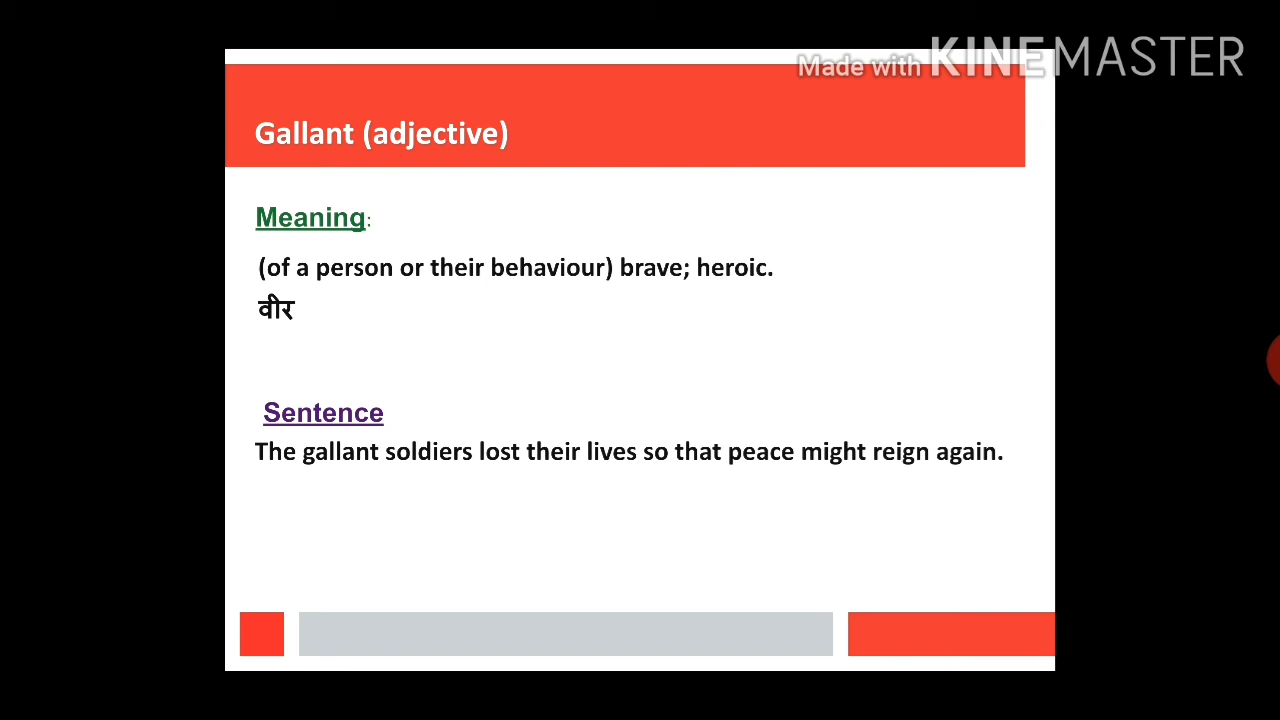 Made with KINEMASTER
Gallant (adjective)
Meaning:
(of a person or their behaviour) brave; heroic.
वीर
Sentence
The gallant soldiers lost their lives so that peace might reign again.